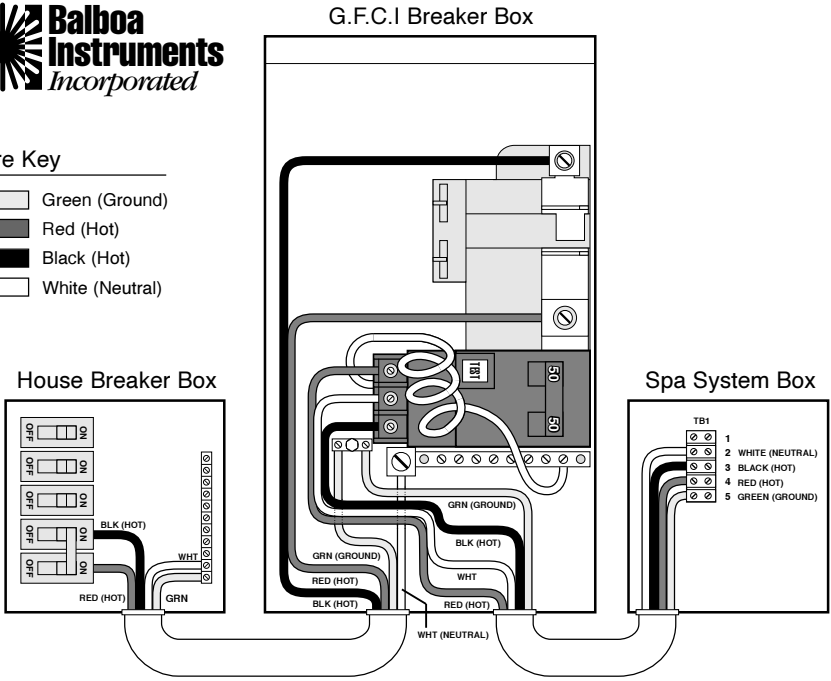 G.F.C.I Breaker Box
Balboa
Instruments
Incorporated
re Key
Green (Ground)
Red (Hot)
Black (Hot)
White (Neutral)
TEST
50
50
House Breaker Box
OFF ON
OFF ON
OFF ON
OFF ON
OFF ON
BLK (HOT)
WHT
RED (HOT)
GRN
GRN (GROUND)
BLK (HOT)
GRN (GROUND)
WHT
RED (HOT)
BLK (HOT)
RED (HOT)
WHT (NEUTRAL)
Spa System Box
TB1
1
2 WHITE (NEUTRAL)
3 BLACK (HOT)
4 RED (HOT)
5 GREEN (GROUND)